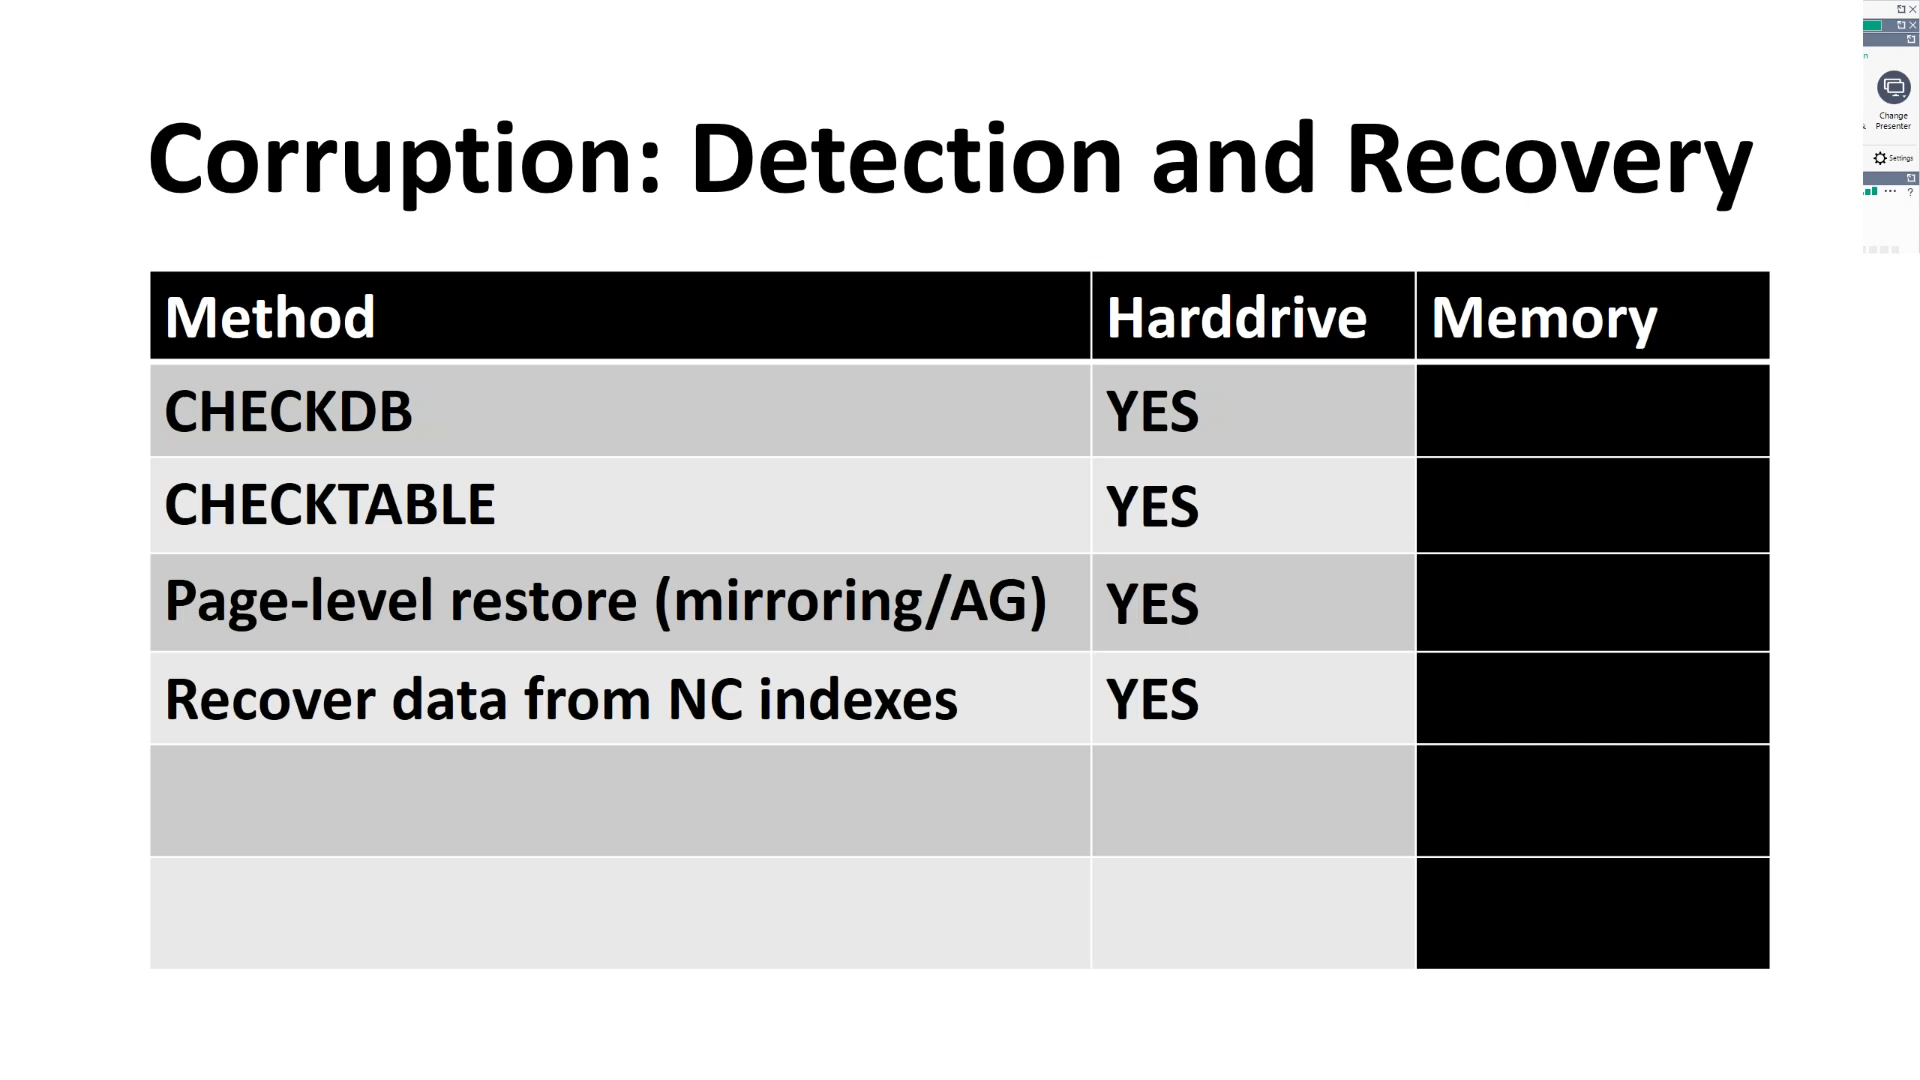 Corruption: Detection and Recovery
Method Harddrive Memory
CHECKDB YES
CHECKTABLE YES
Page-level restore (mirroring/AG) YES
Recover data from NC indexes YES
Change
Presenter
Settings
?